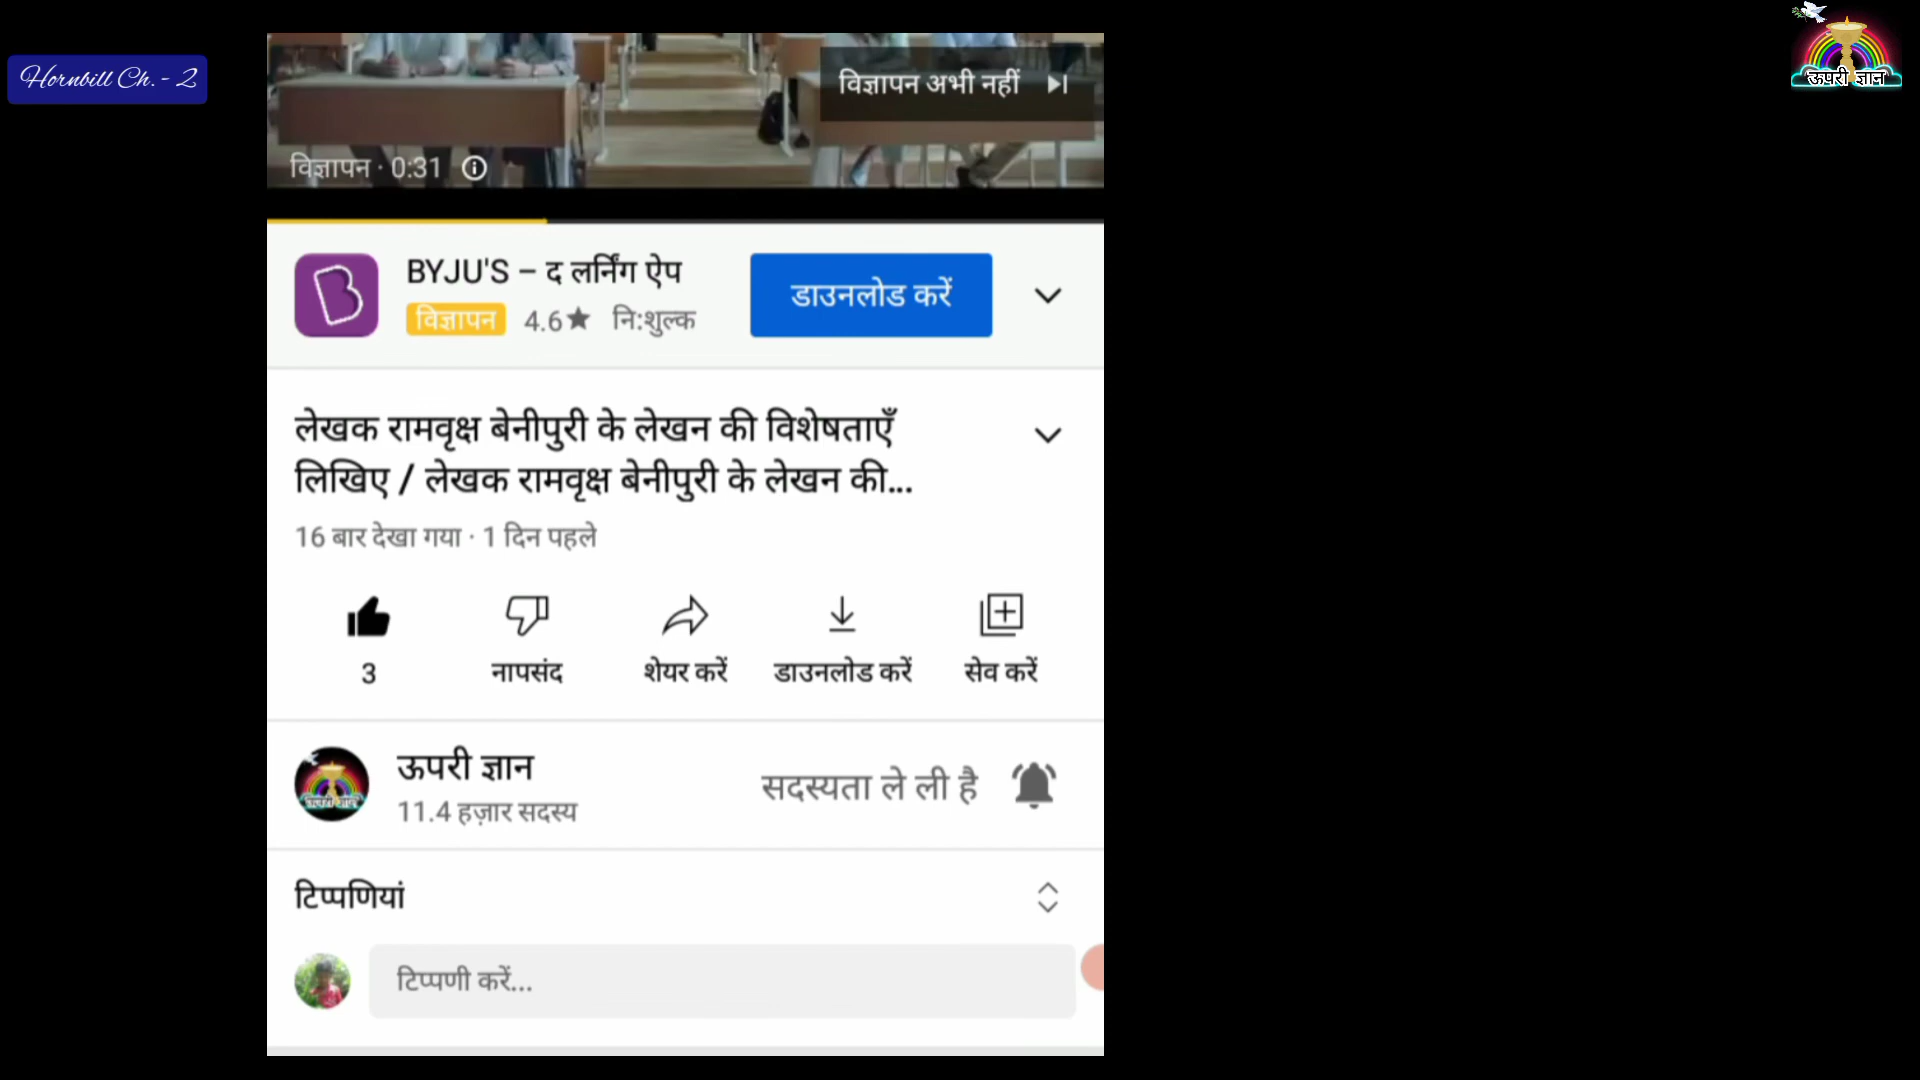 Hornbill Ch. - 2
ऊपरी ज्ञान
विज्ञापन अभी नहीं
विज्ञापन · 0:31
BYJU'S – द लर्निंग ऐप
डाउनलोड करें
विज्ञापन 4.6★ नि:शुल्क
लेखक रामवृक्ष बेनीपुरी के लेखन की विशेषताएँ
लिखिए / लेखक रामवृक्ष बेनीपुरी के लेखन की...
16 बार देखा गया · 1 दिन पहले
3 नापसंद शेयर करें डाउनलोड करें सेव करें
ऊपरी ज्ञान
11.4 हज़ार सदस्य
सदस्यता ले ली है
टिप्पणियां
टिप्पणी करें...